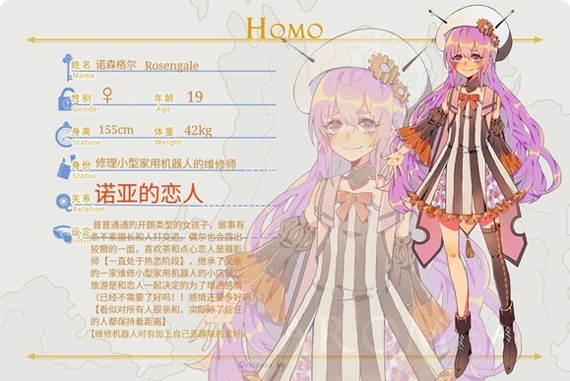 HOMO
姓名 诺森格尔 Rosengale
Name
性别 ♀ 年龄 19
Gender Age
身高 155cm 体重 42kg
Stature Weight
身份 修理小型家用机器人的维修师
Status
关系 诺亚的恋人
Relation
设定 普普通通的开朗类型的女孩子，做事有
条不紊擅长和人打交道，偶尔也会露出
狡猾的一面，喜欢茶和点心恋人是摄影
师【一直处于热恋阶段】，继承了父亲
的一家维修小型家用机器人的小店铺，
旅游是和恋人一起决定的为了增进感情
（已经不需要了好吗！！感情还要多好啊！！）
【看似对所有人很亲和，实际除了信任
的人都保持着距离】
【维修机器人时有加上自己恶趣味的爱好】